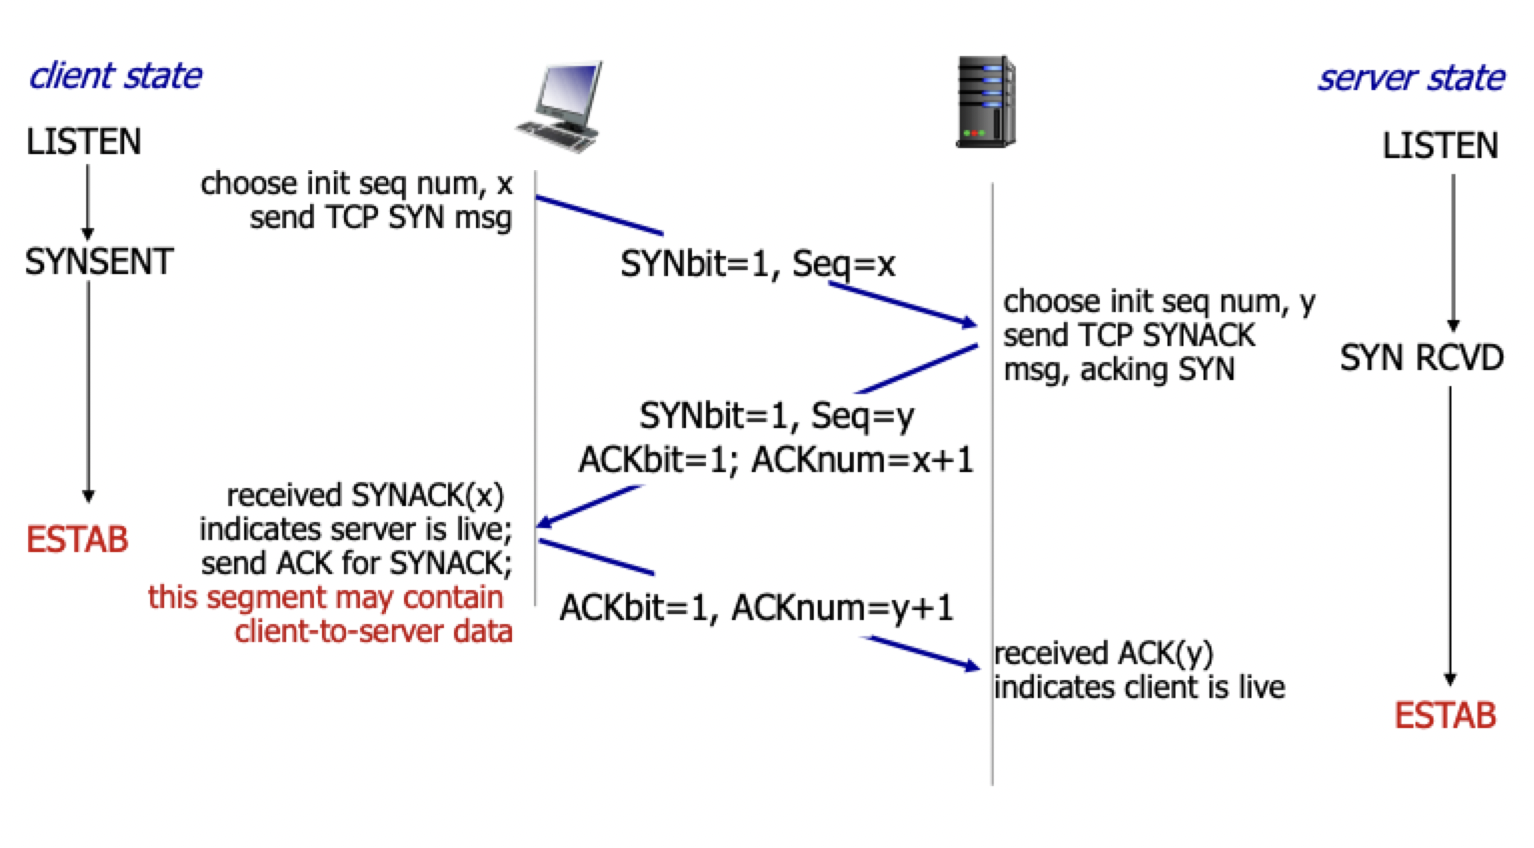 client state
server state
LISTEN
LISTEN
choose init seq num, x
send TCP SYN msg
SYNSENT
SYNbit=1, Seq=x
choose init seq num, y
send TCP SYNACK
msg, acking SYN
SYN RCVD
SYNbit=1, Seq=y
ACKbit=1; ACKnum=x+1
received SYNACK(x)
indicates server is live;
send ACK for SYNACK;
this segment may contain
client-to-server data
ESTAB
ACKbit=1, ACKnum=y+1
received ACK(y)
indicates client is live
ESTAB